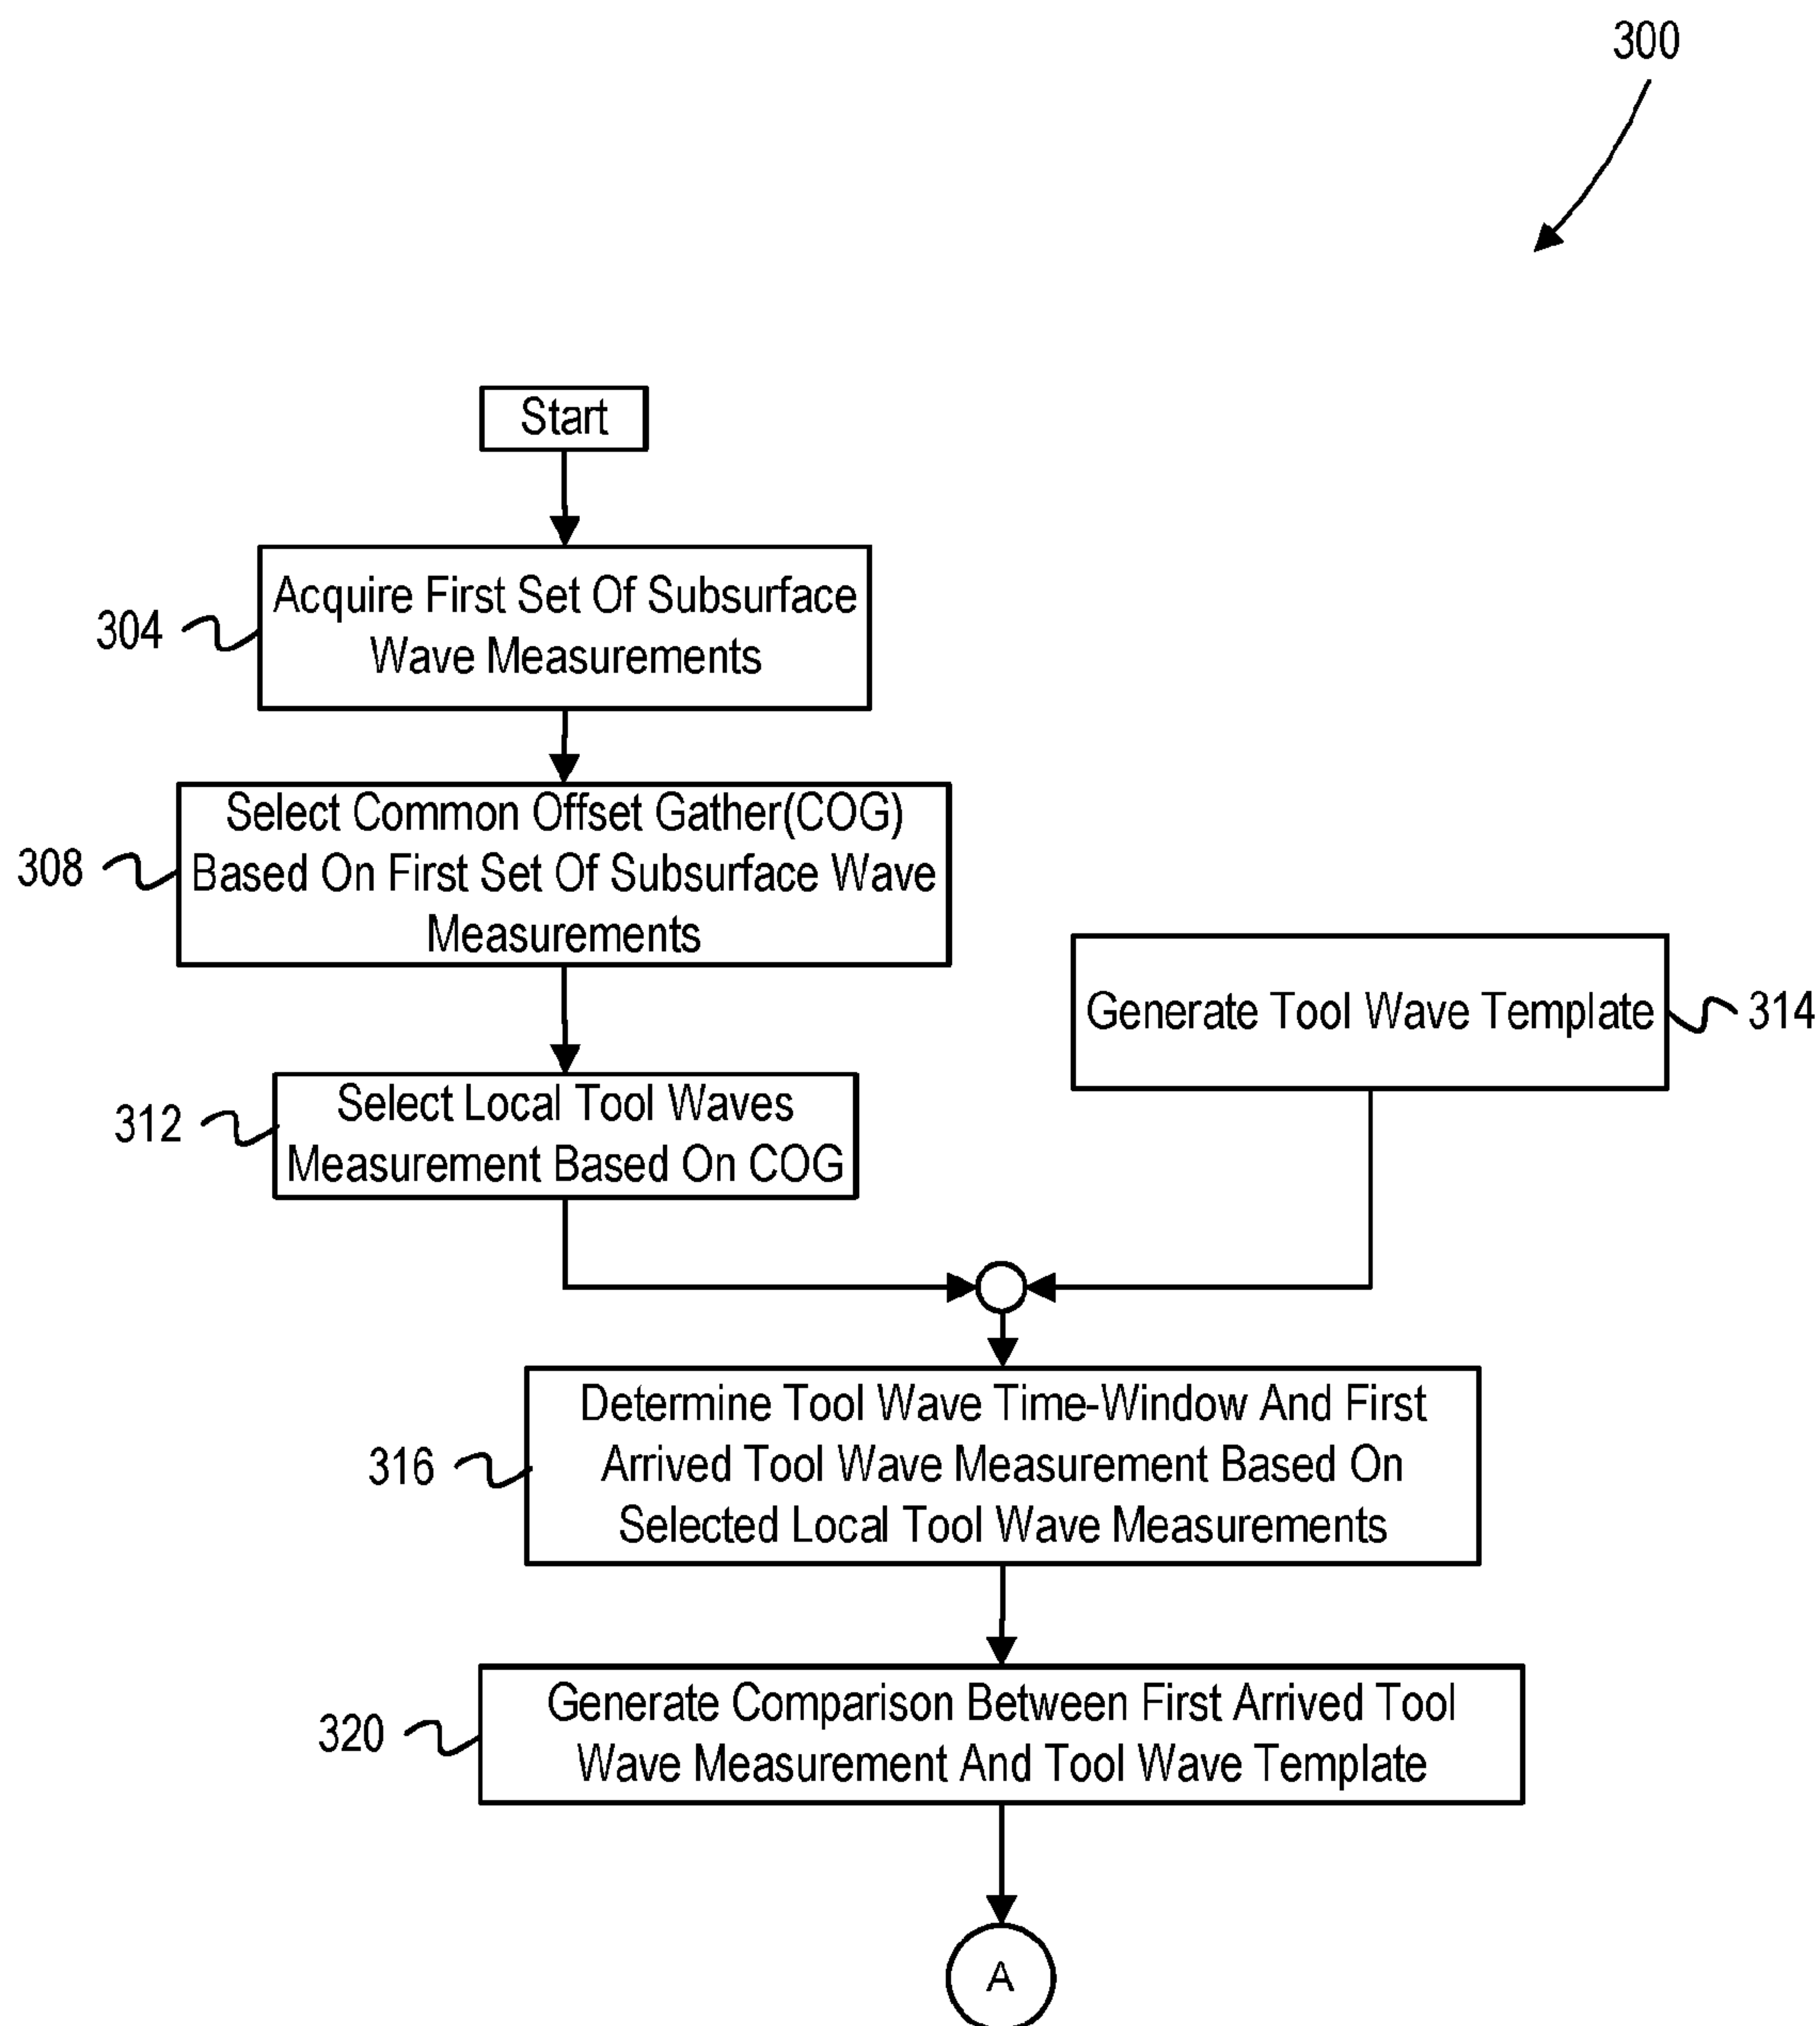 300
Start
304
Acquire First Set Of Subsurface
Wave Measurements
308
Select Common Offset Gather(COG)
Based On First Set Of Subsurface Wave
Measurements
Generate Tool Wave Template
314
312
Select Local Tool Waves
Measurement Based On COG
316
Determine Tool Wave Time-Window And First
Arrived Tool Wave Measurement Based On
Selected Local Tool Wave Measurements
320
Generate Comparison Between First Arrived Tool
Wave Measurement And Tool Wave Template
A